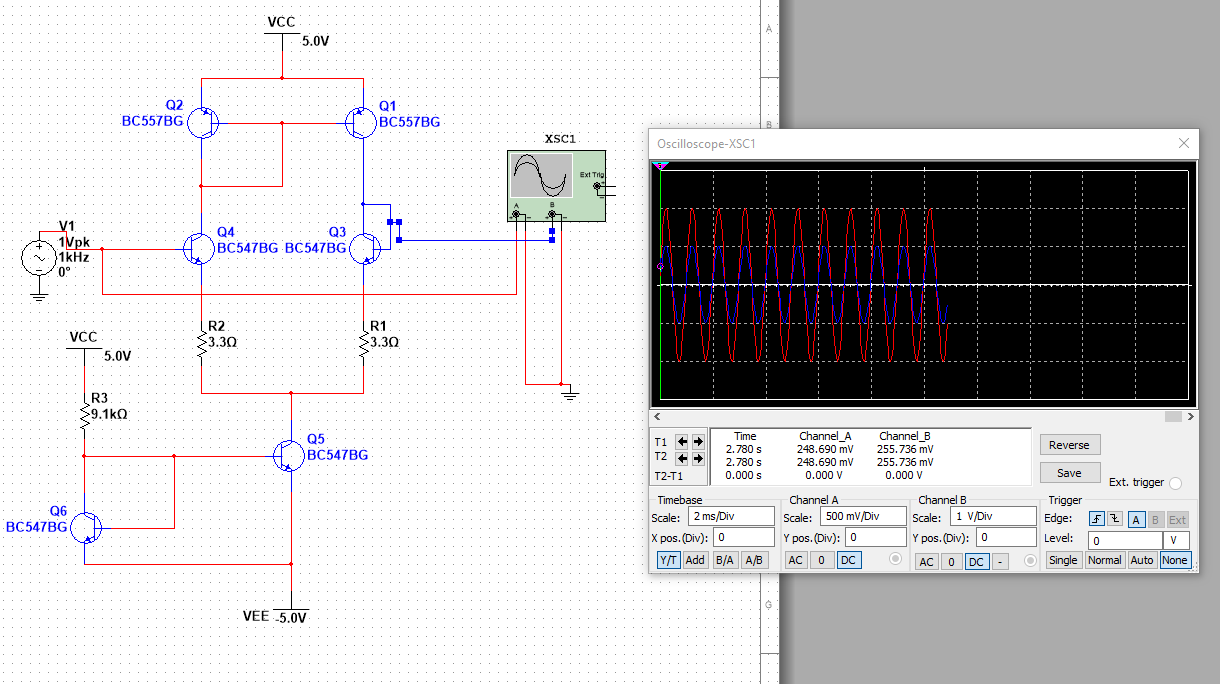 VCC
5.0V
Q2
BC557BG
Q1
BC557BG
XSC1
Ext Trig
+
A
B
V1
1Vpk
1kHz
0°
Q4
BC547BG
Q3
BC547BG
R2
3.3Ω
R1
3.3Ω
VCC
5.0V
R3
9.1kΩ
Q5
BC547BG
Q6
BC547BG
VEE -5.0V
A
B
G
Oscilloscope-XSC1
T1
T2
T2-T1
Time Channel_A Channel_B
2.780 s 248.690 mV 255.736 mV
2.780 s 248.690 mV 255.736 mV
0.000 s 0.000 V 0.000 V
Reverse
Save
Ext. trigger
Timebase
Scale: 2 ms/Div
X pos.(Div): 0
Y/T Add B/A A/B
Channel A
Scale: 500 mV/Div
Y pos.(Div): 0
AC 0 DC
Channel B
Scale: 1 V/Div
Y pos.(Div): 0
AC 0 DC -
Trigger
Edge: A B Ext
Level: 0 V
Single Normal Auto None